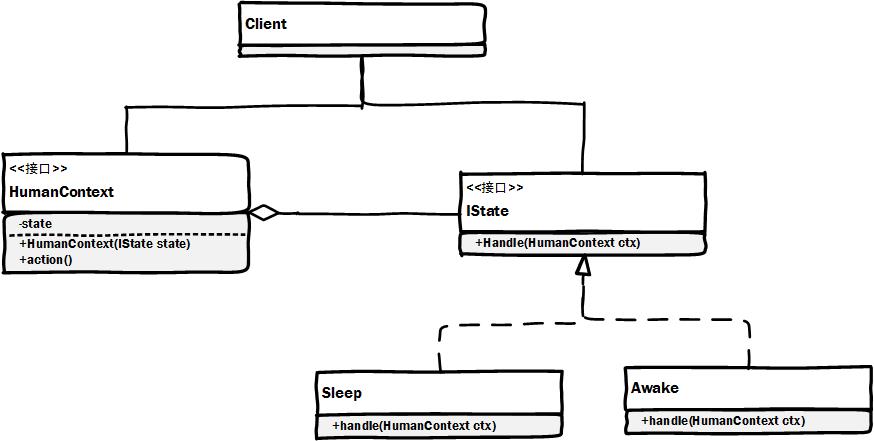 Client
<<接口>>
HumanContext
-state
+HumanContext(IState state)
+action()
<<接口>>
IState
+Handle(HumanContext ctx)
Sleep
+handle(HumanContext ctx)
Awake
+handle(HumanContext ctx)